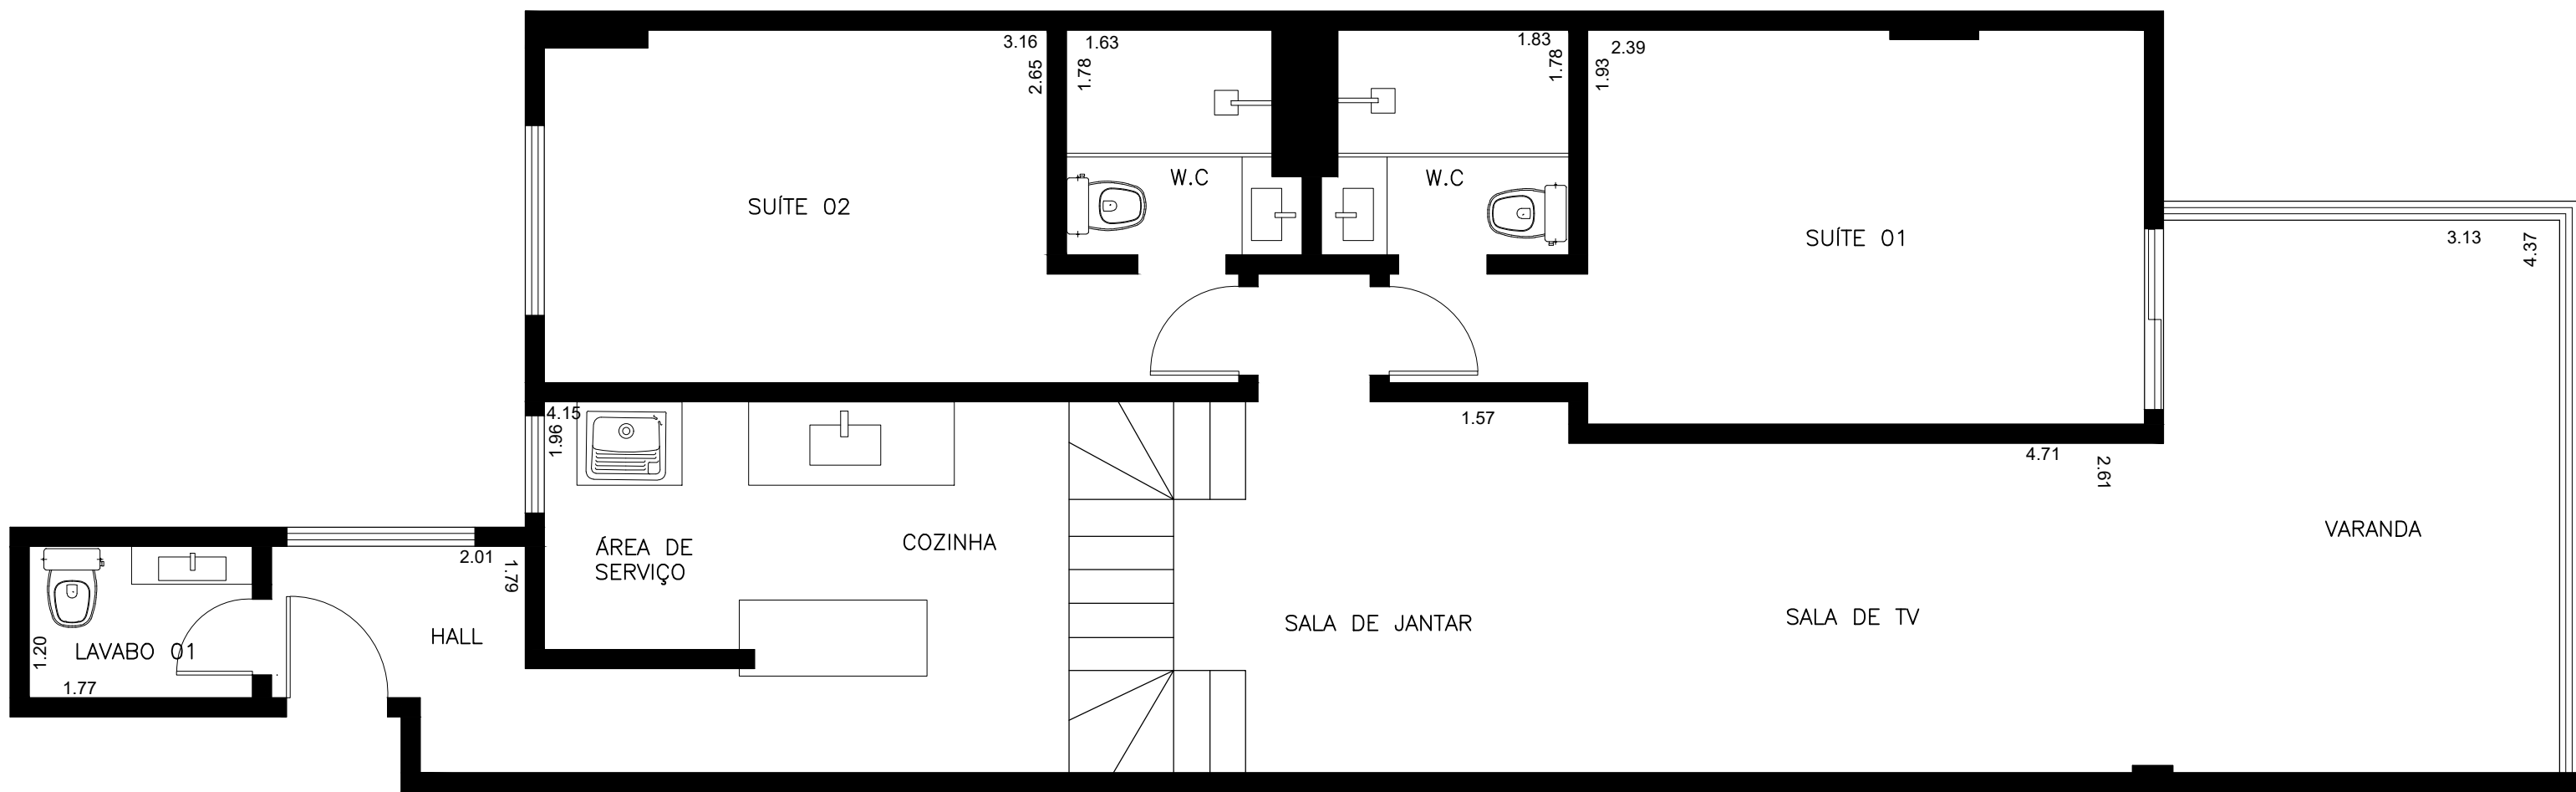 3.16
2.65
1.63
1.78
1.83
1.78
2.39
1.93
W.C
W.C
SUÍTE 02
SUÍTE 01
3.13
4.37
4.15
1.96
1.57
4.71
2.61
ÁREA DE
SERVIÇO
COZINHA
VARANDA
2.01
1.79
HALL
LAVABO 01
1.20
1.77
SALA DE JANTAR
SALA DE TV